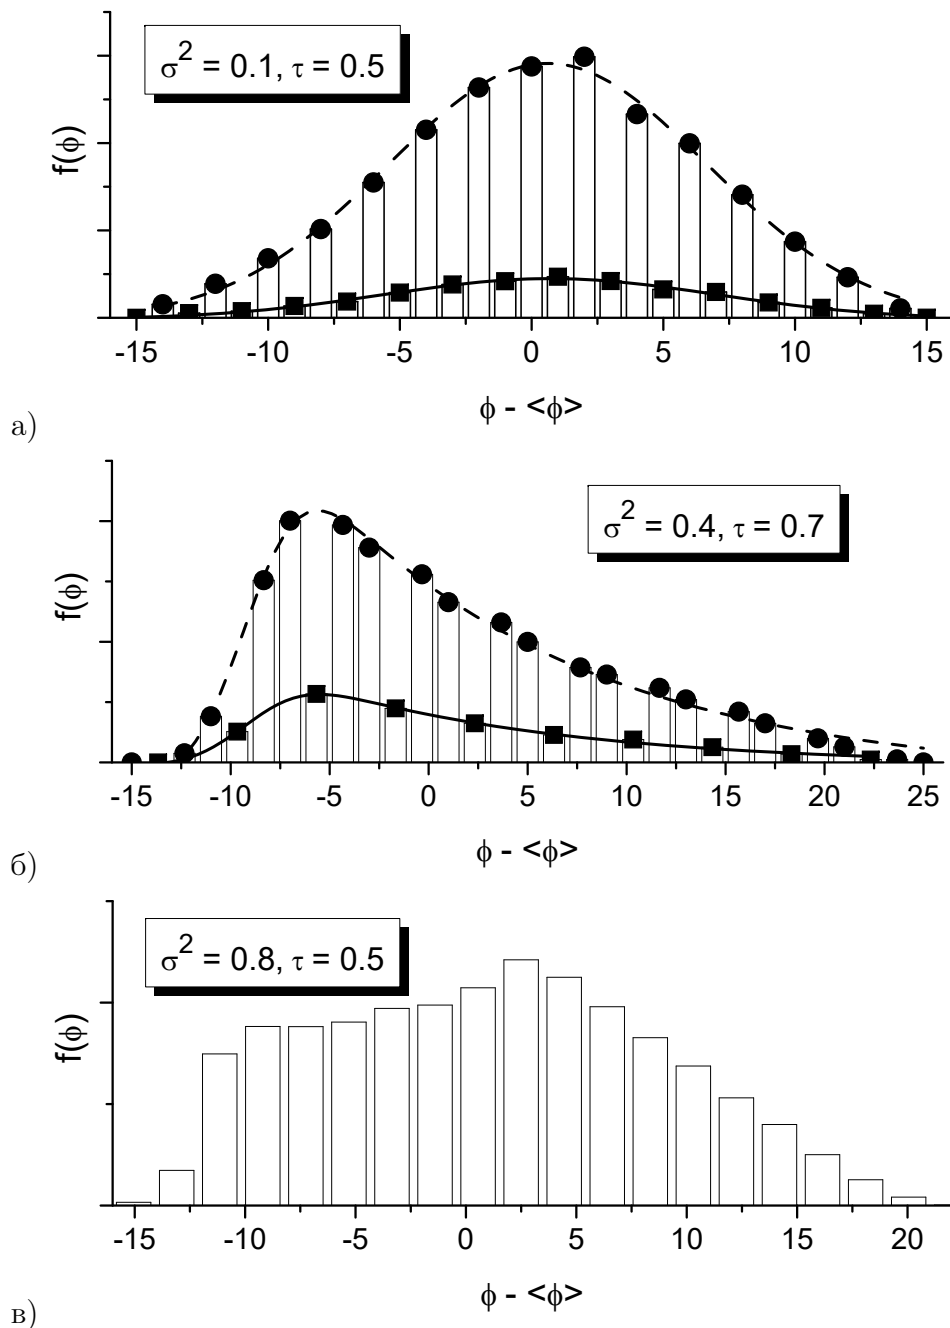 σ² = 0.1, τ = 0.5
f(ϕ)
-15 -10 -5 0 5 10 15
ϕ - <ϕ>
а)
σ² = 0.4, τ = 0.7
f(ϕ)
-15 -10 -5 0 5 10 15 20 25
ϕ - <ϕ>
б)
σ² = 0.8, τ = 0.5
f(ϕ)
-15 -10 -5 0 5 10 15 20
ϕ - <ϕ>
в)